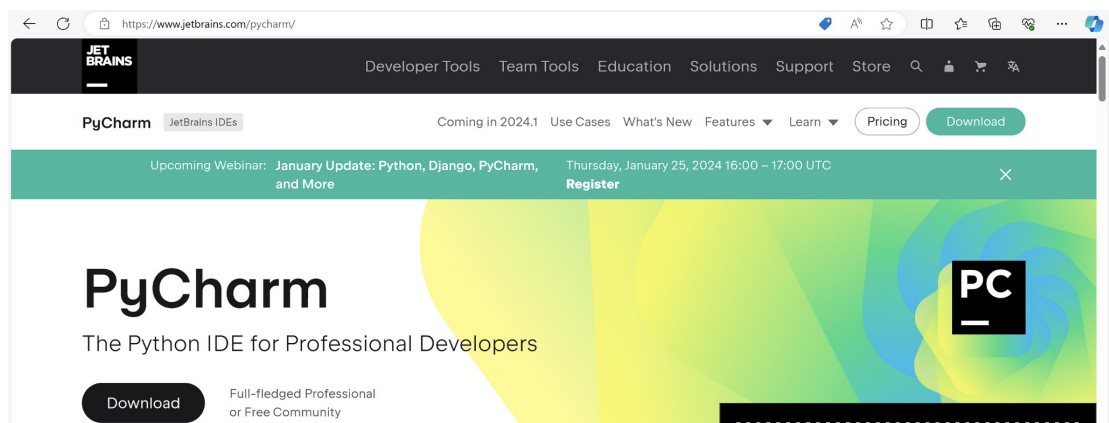 https://www.jetbrains.com/pycharm/
JET
BRAINS
Developer Tools Team Tools Education Solutions Support Store
PyCharm JetBrains IDEs Coming in 2024.1 Use Cases What's New Features Learn Pricing Download
Upcoming Webinar: January Update: Python, Django, PyCharm, Thursday, January 25, 2024 16:00 – 17:00 UTC
and More Register
PyCharm
PC
The Python IDE for Professional Developers
Download
Full-fledged Professional
or Free Community